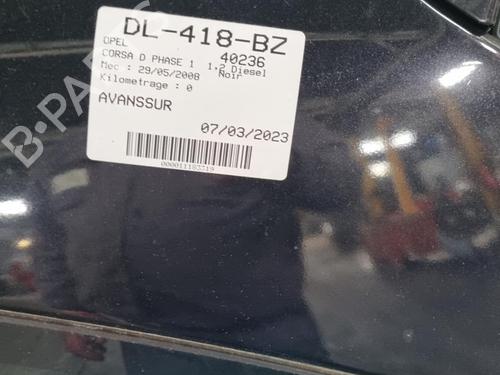 DL-418-BZ
OPEL 40236
CORSA D PHASE 1 1.2 Diesel
Mec : 29/05/2008 Noir
Kilometrage : 0
AVANSSUR
07/03/2023